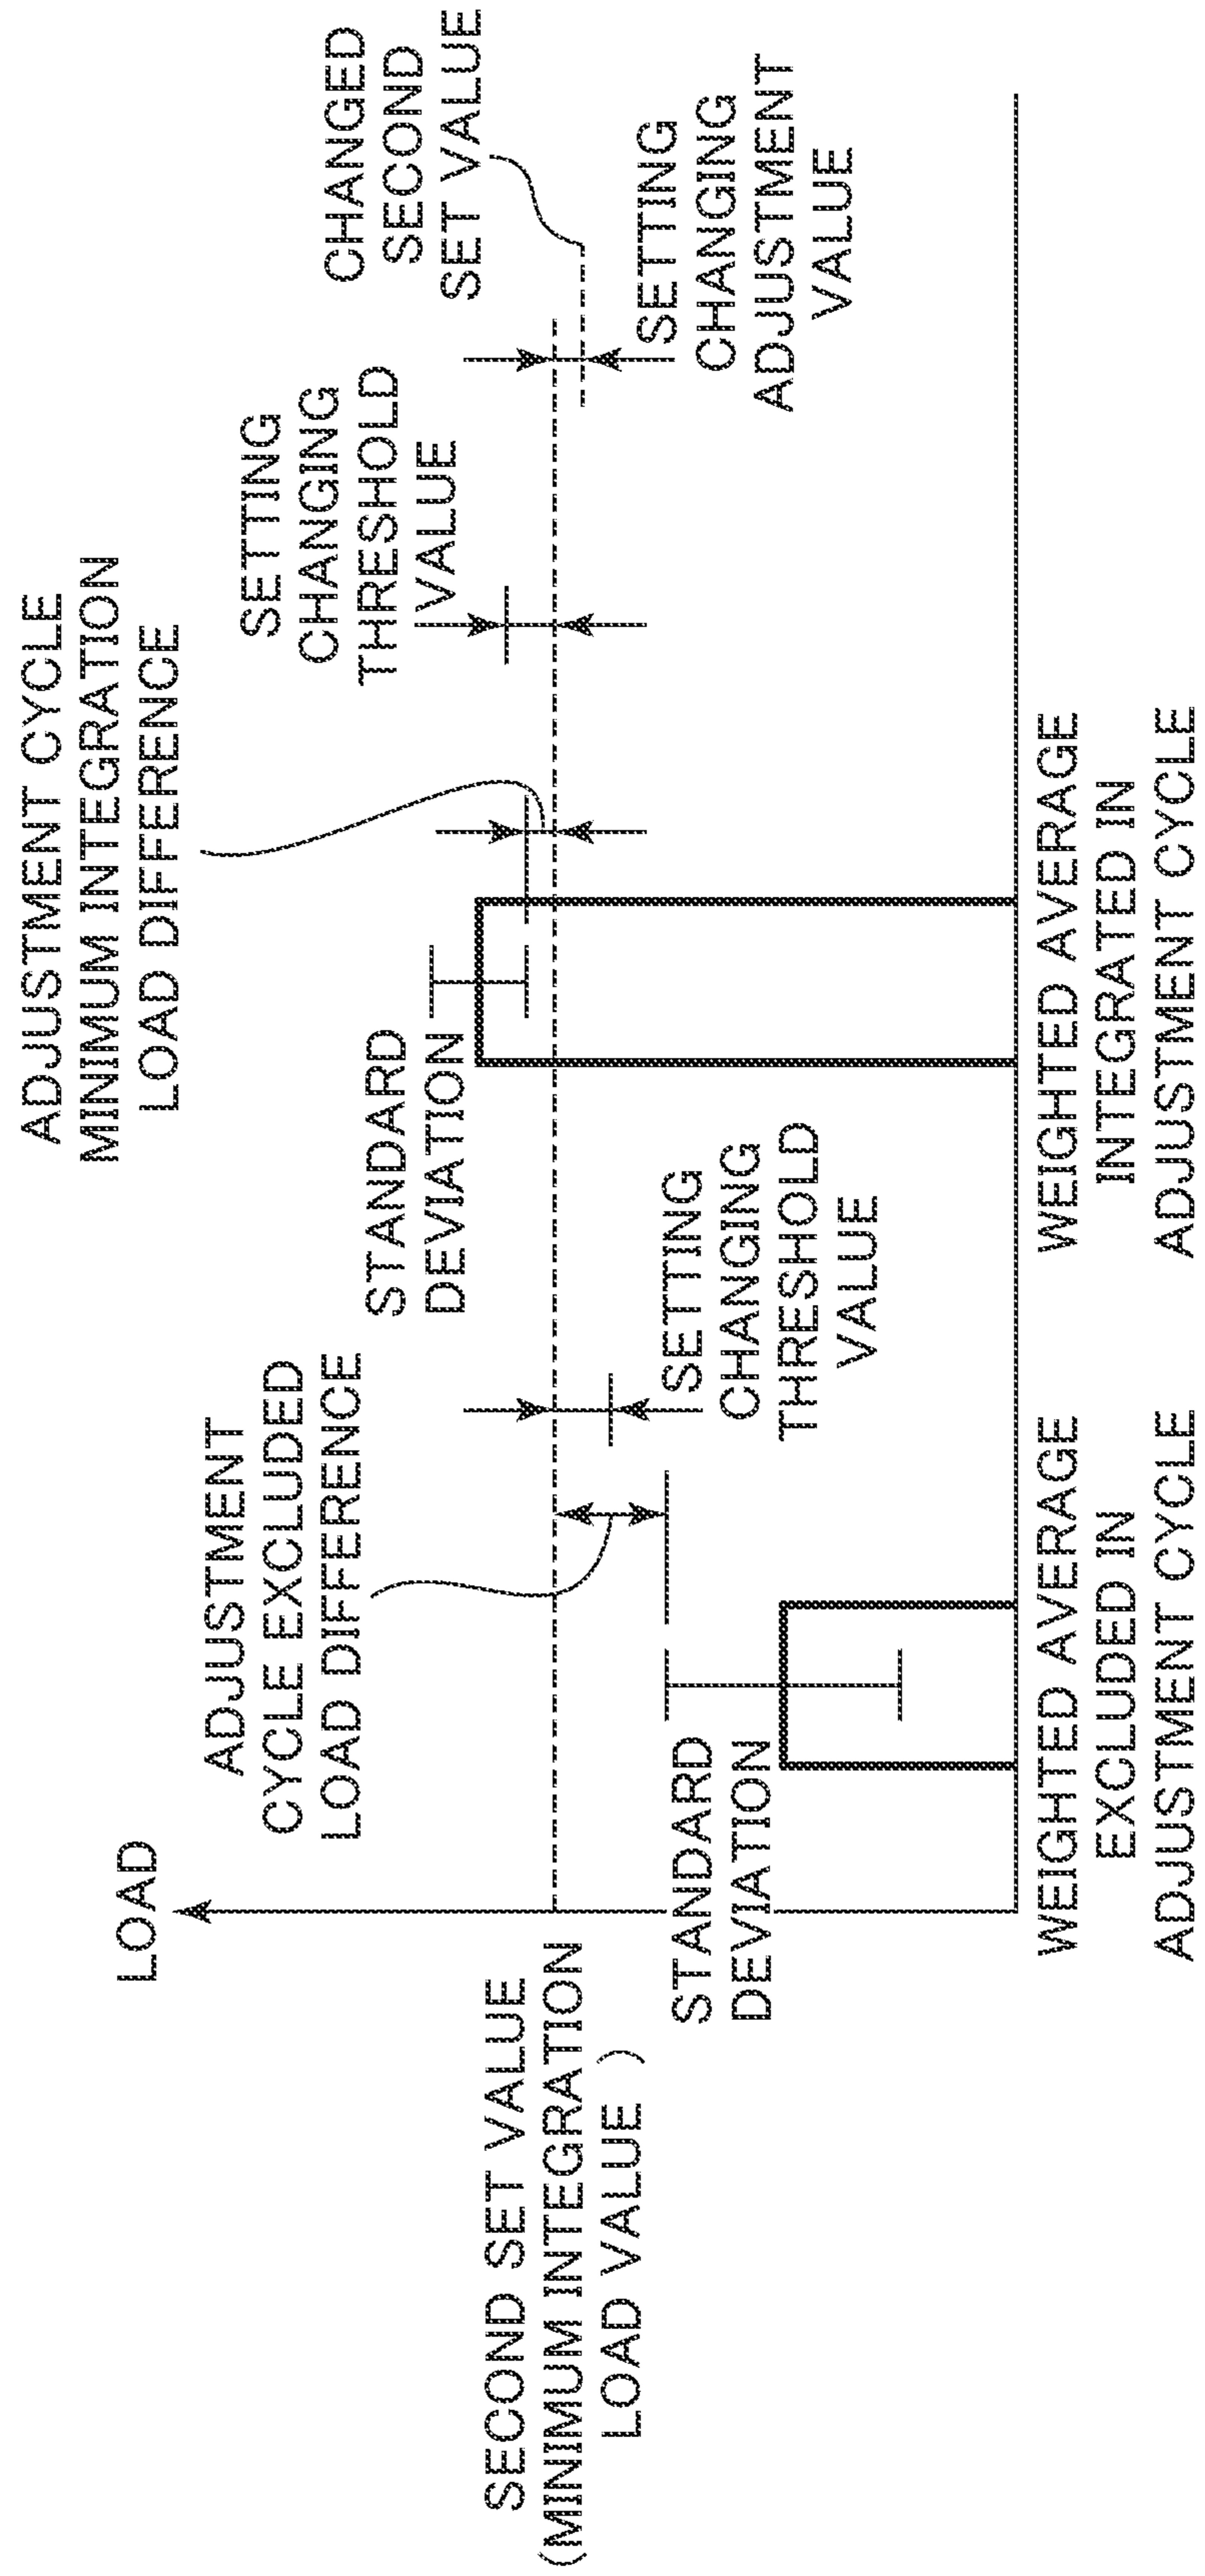 LOAD
SECOND SET VALUE
(MINIMUM INTEGRATION
LOAD VALUE )
ADJUSTMENT
CYCLE EXCLUDED
LOAD DIFFERENCE
STANDARD
DEVIATION
SETTING
CHANGING
THRESHOLD
VALUE
STANDARD
DEVIATION
ADJUSTMENT CYCLE
MINIMUM INTEGRATION
LOAD DIFFERENCE
SETTING
CHANGING
THRESHOLD
VALUE
CHANGED
SECOND
SET VALUE
SETTING
CHANGING
ADJUSTMENT
VALUE
WEIGHTED AVERAGE
EXCLUDED IN
ADJUSTMENT CYCLE
WEIGHTED AVERAGE
INTEGRATED IN
ADJUSTMENT CYCLE